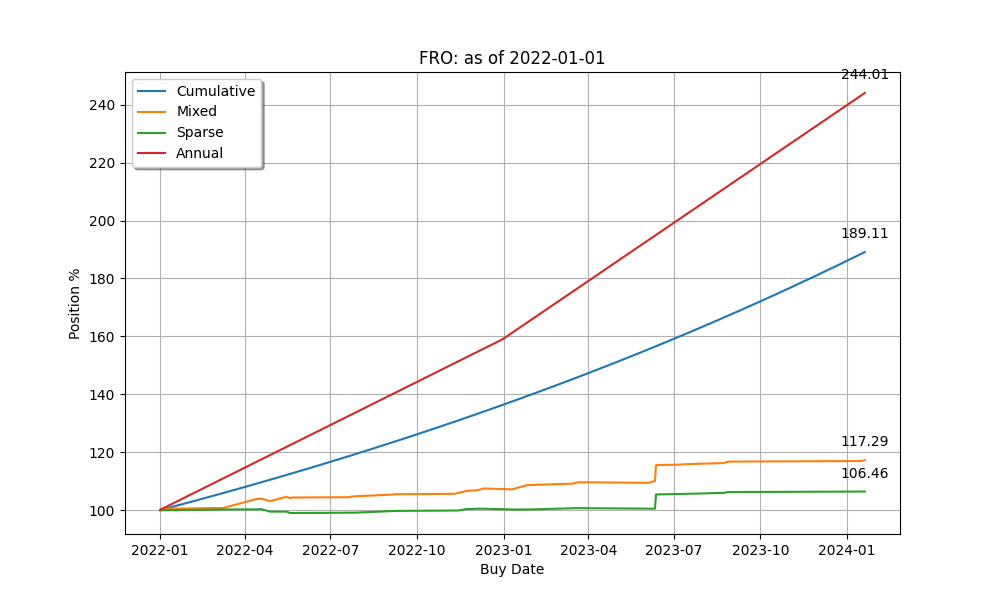 FRO: as of 2022-01-01
244.01
Cumulative
Mixed
Sparse
Annual
240
220
200
189.11
180
160
140
120
117.29
106.46
100
Position %
2022-01 2022-04 2022-07 2022-10 2023-01 2023-04 2023-07 2023-10 2024-01
Buy Date